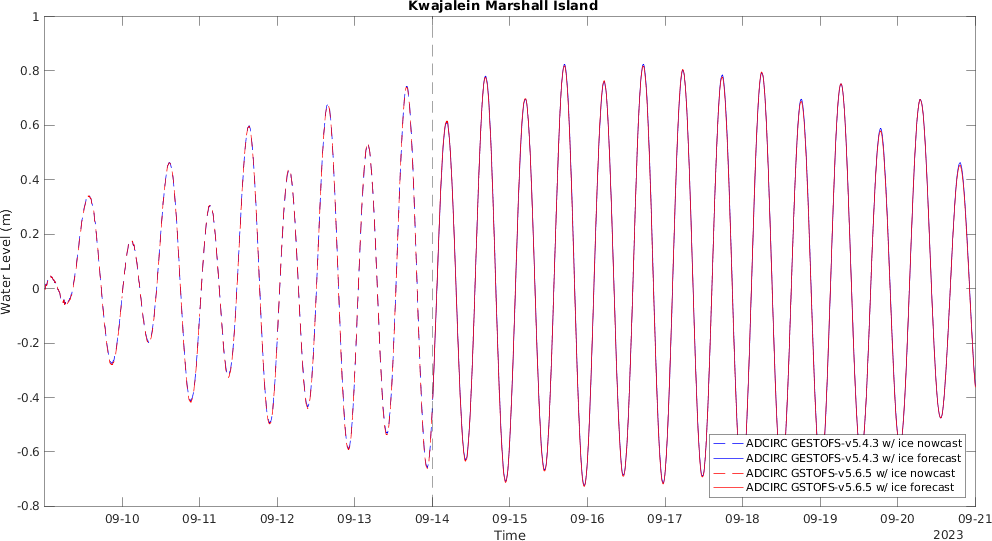 Kwajalein Marshall Island
1
0.8
0.6
0.4
0.2
0
-0.2
-0.4
-0.6
-0.8
Water Level (m)
ADCIRC GESTOFS-v5.4.3 w/ ice nowcast
ADCIRC GESTOFS-v5.4.3 w/ ice forecast
ADCIRC GSTOFS-v5.6.5 w/ ice nowcast
ADCIRC GSTOFS-v5.6.5 w/ ice forecast
09-10 09-11 09-12 09-13 09-14 09-15 09-16 09-17 09-18 09-19 09-20 09-21
Time
2023